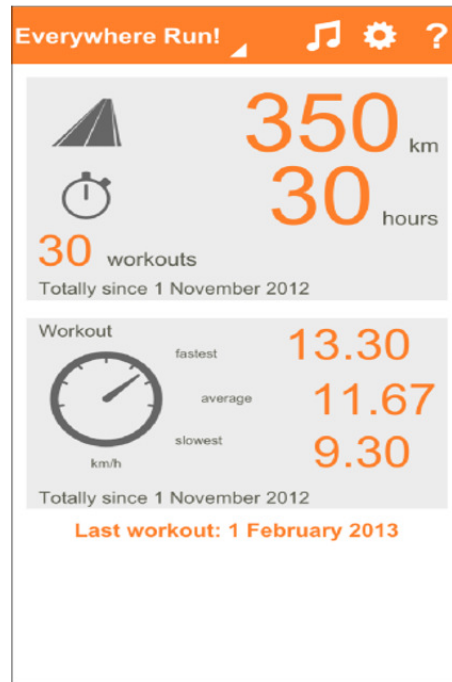 Everywhere Run! ?
350 km
30 hours
30 workouts
Totally since 1 November 2012
Workout
fastest 13.30
average 11.67
slowest 9.30
km/h
Totally since 1 November 2012
Last workout: 1 February 2013